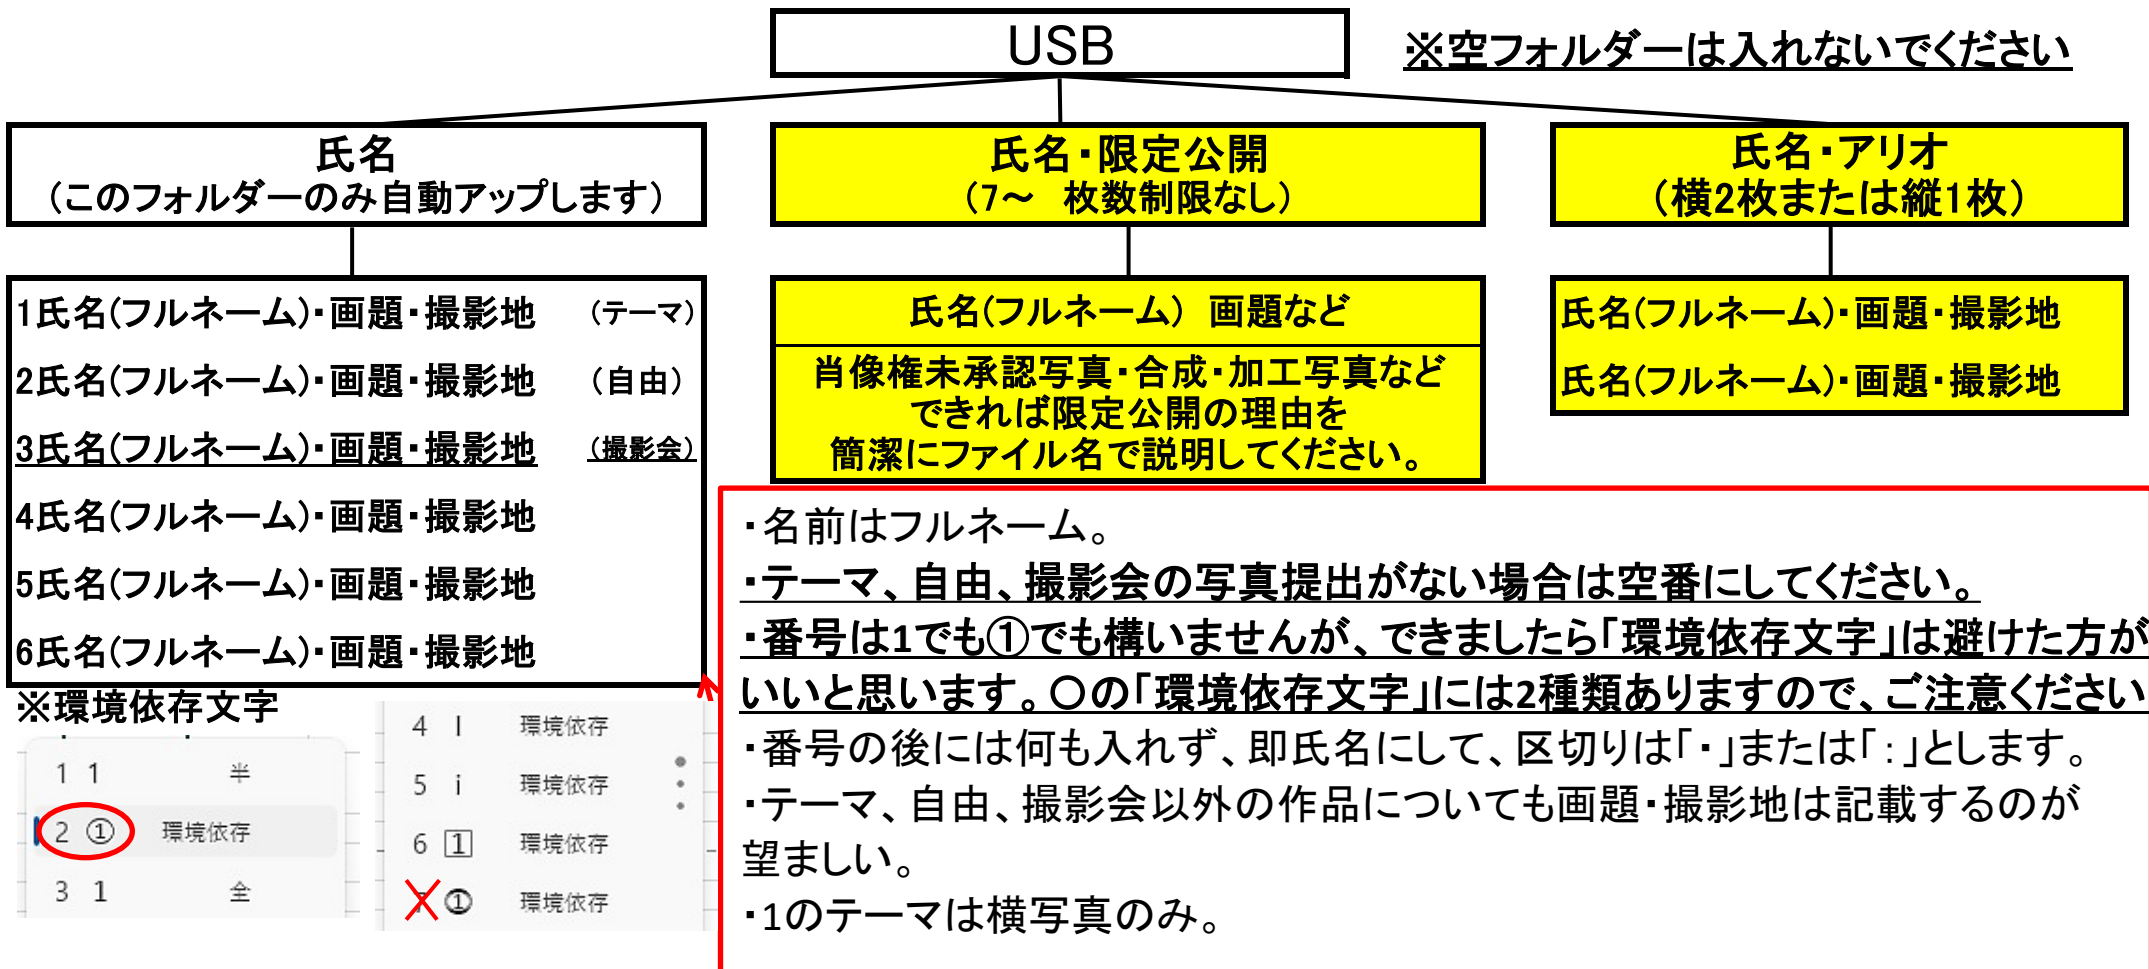 USB
※空フォルダーは入れないでください
氏名
（このフォルダーのみ自動アップします）
氏名・限定公開
（7～　枚数制限なし）
氏名・アリオ
（横2枚または縦1枚）
1氏名(フルネーム)・画題・撮影地　（テーマ）
2氏名(フルネーム)・画題・撮影地　（自由）
3氏名(フルネーム)・画題・撮影地　（撮影会）
4氏名(フルネーム)・画題・撮影地
5氏名(フルネーム)・画題・撮影地
6氏名(フルネーム)・画題・撮影地
氏名(フルネーム)　画題など
肖像権未承認写真・合成・加工写真など
できれば限定公開の理由を
簡潔にファイル名で説明してください。
氏名(フルネーム)・画題・撮影地
氏名(フルネーム)・画題・撮影地
※環境依存文字
1　1　半
2　①　環境依存
3　１　全
4　Ⅰ　環境依存
5　ⅰ　環境依存
6　1　環境依存
①　環境依存
・名前はフルネーム。
・テーマ、自由、撮影会の写真提出がない場合は空番にしてください。
・番号は1でも①でも構いませんが、できましたら「環境依存文字」は避けた方が
いいと思います。〇の「環境依存文字」には2種類ありますので、ご注意ください
・番号の後には何も入れず、即氏名にして、区切りは「・」または「：」とします。
・テーマ、自由、撮影会以外の作品についても画題・撮影地は記載するのが
望ましい。
・1のテーマは横写真のみ。